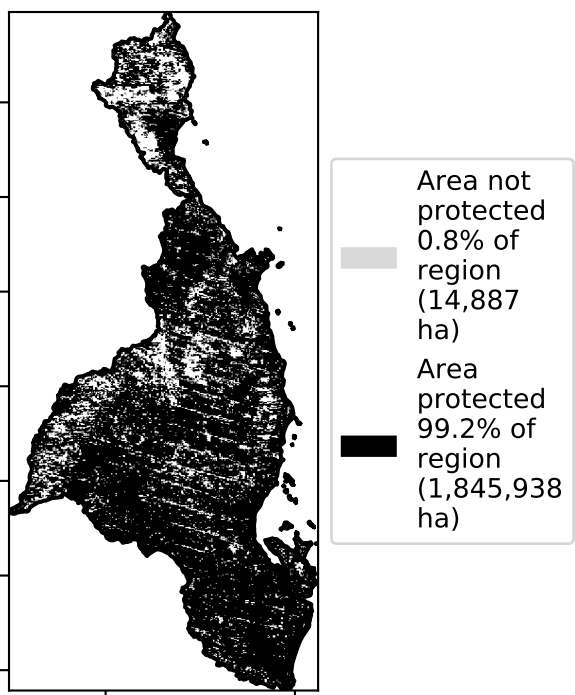 Area not
protected
0.8% of
region
(14,887
ha)
Area
protected
99.2% of
region
(1,845,938
ha)